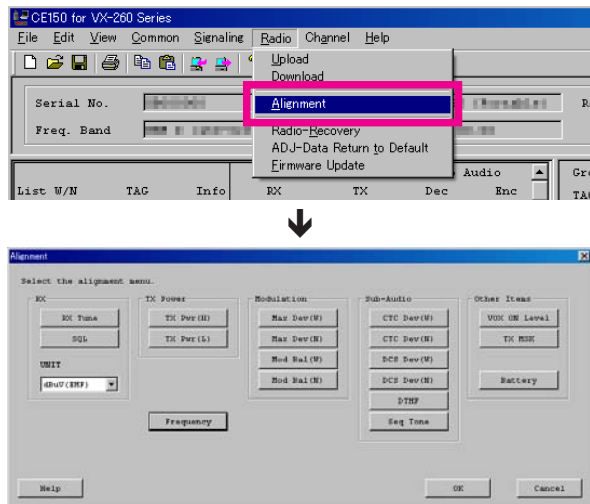 CE150 for VX-260 Series
File Edit View Common Signaling Radio Channel Help
Upload
Download
Serial No.
Alignment
Freq. Band
Radio-Recovery
ADJ-Data Return to Default
Firmware Update
Audio
List W/N TAG Info RX TX Dec Enc
Alignment
Select the alignment menu.
RX TX Power Modulation Sub-Audio Other Items
RX Tune TX Pwr(H) Max Dev(W) CTC Dev(W) VOX ON Level
SQL TX Pwr(L) Max Dev(N) CTC Dev(N) TX MSK
UNIT Mod Bal(W) DCS Dev(W)
dBuV(EMF) Mod Bal(N) DCS Dev(N) Battery
DTMF
Frequency Seq Tone
Help OK Cancel